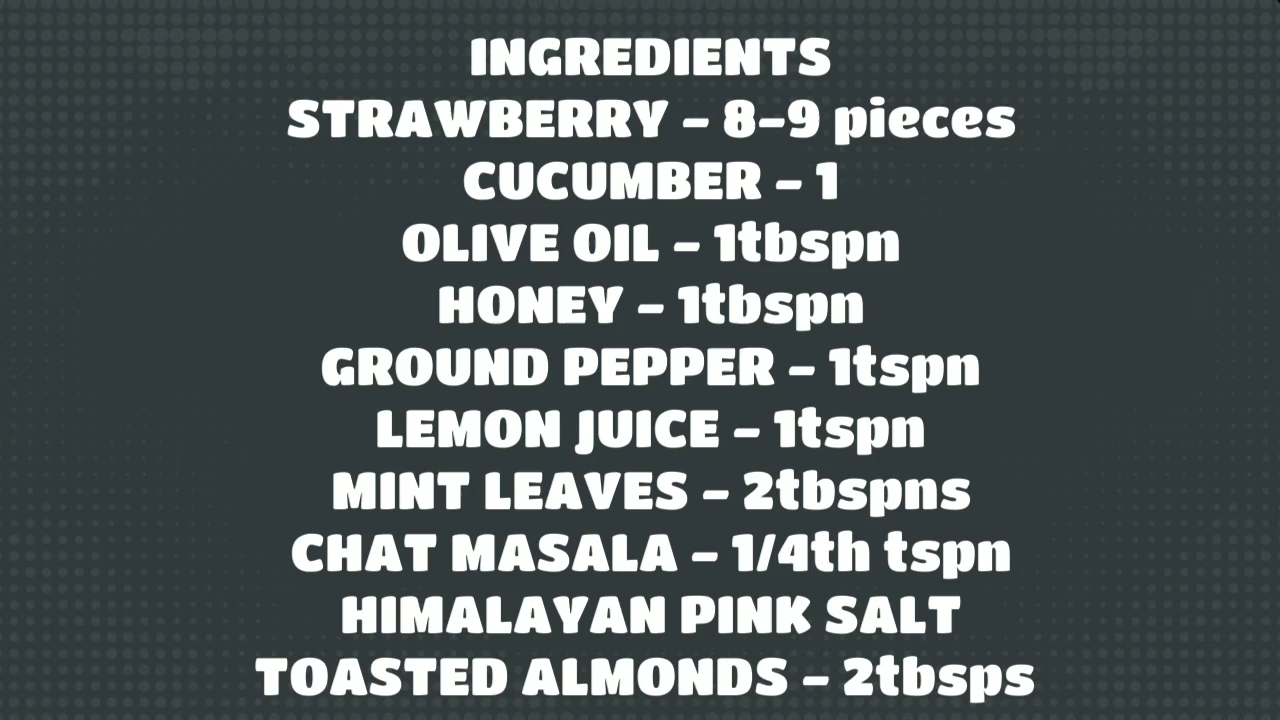 INGREDIENTS
STRAWBERRY - 8-9 pieces
CUCUMBER - 1
OLIVE OIL - 1tbspn
HONEY - 1tbspn
GROUND PEPPER - 1tspn
LEMON JUICE - 1tspn
MINT LEAVES - 2tbspns
CHAT MASALA - 1/4th tspn
HIMALAYAN PINK SALT
TOASTED ALMONDS - 2tbsps